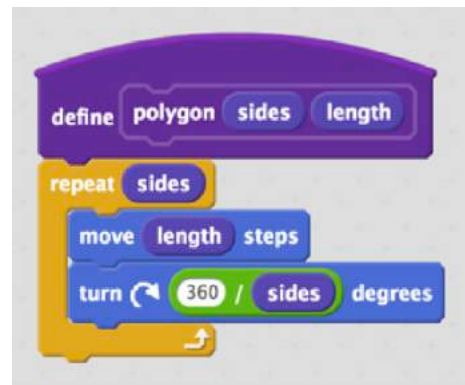 define polygon sides length
repeat sides
move length steps
turn 360 / sides degrees